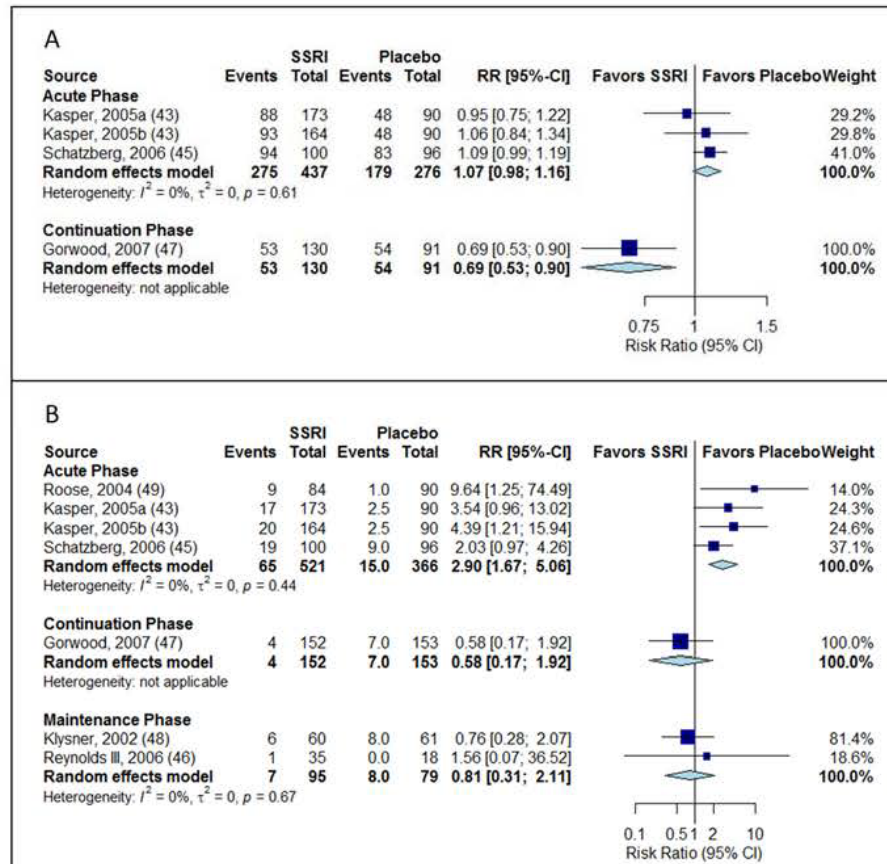 A
SSRI Placebo
Source Events Total Events Total RR [95%-CI] Favors SSRI Favors PlaceboWeight
Acute Phase
Kasper, 2005a (43) 88 173 48 90 0.95 [0.75; 1.22] 29.2%
Kasper, 2005b (43) 93 164 48 90 1.06 [0.84; 1.34] 29.8%
Schatzberg, 2006 (45) 94 100 83 96 1.09 [0.99; 1.19] 41.0%
Random effects model 275 437 179 276 1.07 [0.98; 1.16] 100.0%
Heterogeneity: I² = 0%, τ² = 0, p = 0.61
Continuation Phase
Gorwood, 2007 (47) 53 130 54 91 0.69 [0.53; 0.90] 100.0%
Random effects model 53 130 54 91 0.69 [0.53; 0.90] 100.0%
Heterogeneity: not applicable
0.75 1 1.5
Risk Ratio (95% CI)
B
SSRI Placebo
Source Events Total Events Total RR [95%-CI] Favors SSRI Favors PlaceboWeight
Acute Phase
Roose, 2004 (49) 9 84 1.0 90 9.64 [1.25; 74.49] 14.0%
Kasper, 2005a (43) 17 173 2.5 90 3.54 [0.96; 13.02] 24.3%
Kasper, 2005b (43) 20 164 2.5 90 4.39 [1.21; 15.94] 24.6%
Schatzberg, 2006 (45) 19 100 9.0 96 2.03 [0.97; 4.26] 37.1%
Random effects model 65 521 15.0 366 2.90 [1.67; 5.06] 100.0%
Heterogeneity: I² = 0%, τ² = 0, p = 0.44
Continuation Phase
Gorwood, 2007 (47) 4 152 7.0 153 0.58 [0.17; 1.92] 100.0%
Random effects model 4 152 7.0 153 0.58 [0.17; 1.92] 100.0%
Heterogeneity: not applicable
Maintenance Phase
Klysner, 2002 (48) 6 60 8.0 61 0.76 [0.28; 2.07] 81.4%
Reynolds III, 2006 (46) 1 35 0.0 18 1.56 [0.07; 36.52] 18.6%
Random effects model 7 95 8.0 79 0.81 [0.31; 2.11] 100.0%
Heterogeneity: I² = 0%, τ² = 0, p = 0.67
0.1 0.5 1 2 10
Risk Ratio (95% CI)